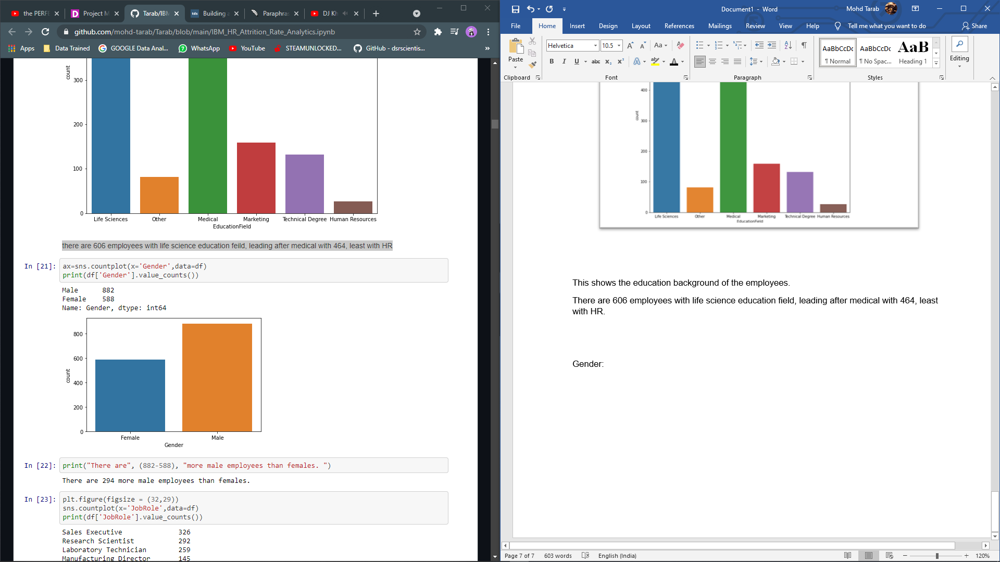 the PERF
Project M
Tarab/IBM
Building a
Paraphras
DJ Kh
github.com/mohd-tarab/Tarab/blob/main/IBM_HR_Attrition_Rate_Analytics.ipynb
Apps
Data Trained
GOOGLE Data Anal...
WhatsApp
YouTube
STEAMUNLOCKED...
GitHub - dsrscientis...
»
count
300
200
100
0
Life Sciences Other Medical Marketing Technical Degree Human Resources
EducationField
there are 606 employees with life science education feild, leading after medical with 464, least with HR
In [21]: ax=sns.countplot(x='Gender',data=df)
print(df['Gender'].value_counts())
Male 882
Female 588
Name: Gender, dtype: int64
800
600
400
200
0
count
Female Male
Gender
In [22]: print("There are", (882-588), "more male employees than females. ")
There are 294 more male employees than females.
In [23]: plt.figure(figsize = (32,29))
sns.countplot(x='JobRole',data=df)
print(df['JobRole'].value_counts())
Sales Executive 326
Research Scientist 292
Laboratory Technician 259
Manufacturing Director 145
Document1 - Word
Mohd Tarab
File Home Insert Design Layout References Mailings Review View Help Tell me what you want to do Share
Paste
Helvetica 10.5
Aa
B I U abc x₂ x² A ab A
AaBbCcDc AaBbCcDc AaBb
¶ Normal ¶ No Spac... Heading 1
Editing
Clipboard Font Paragraph Styles
400
300
200
100
0
count
Life Sciences Other Medical Marketing Technical Degree Human Resources
EducationField
This shows the education background of the employees.
There are 606 employees with life science education field, leading after medical with 464, least
with HR.
Gender:
Page 7 of 7 603 words English (India) 120%